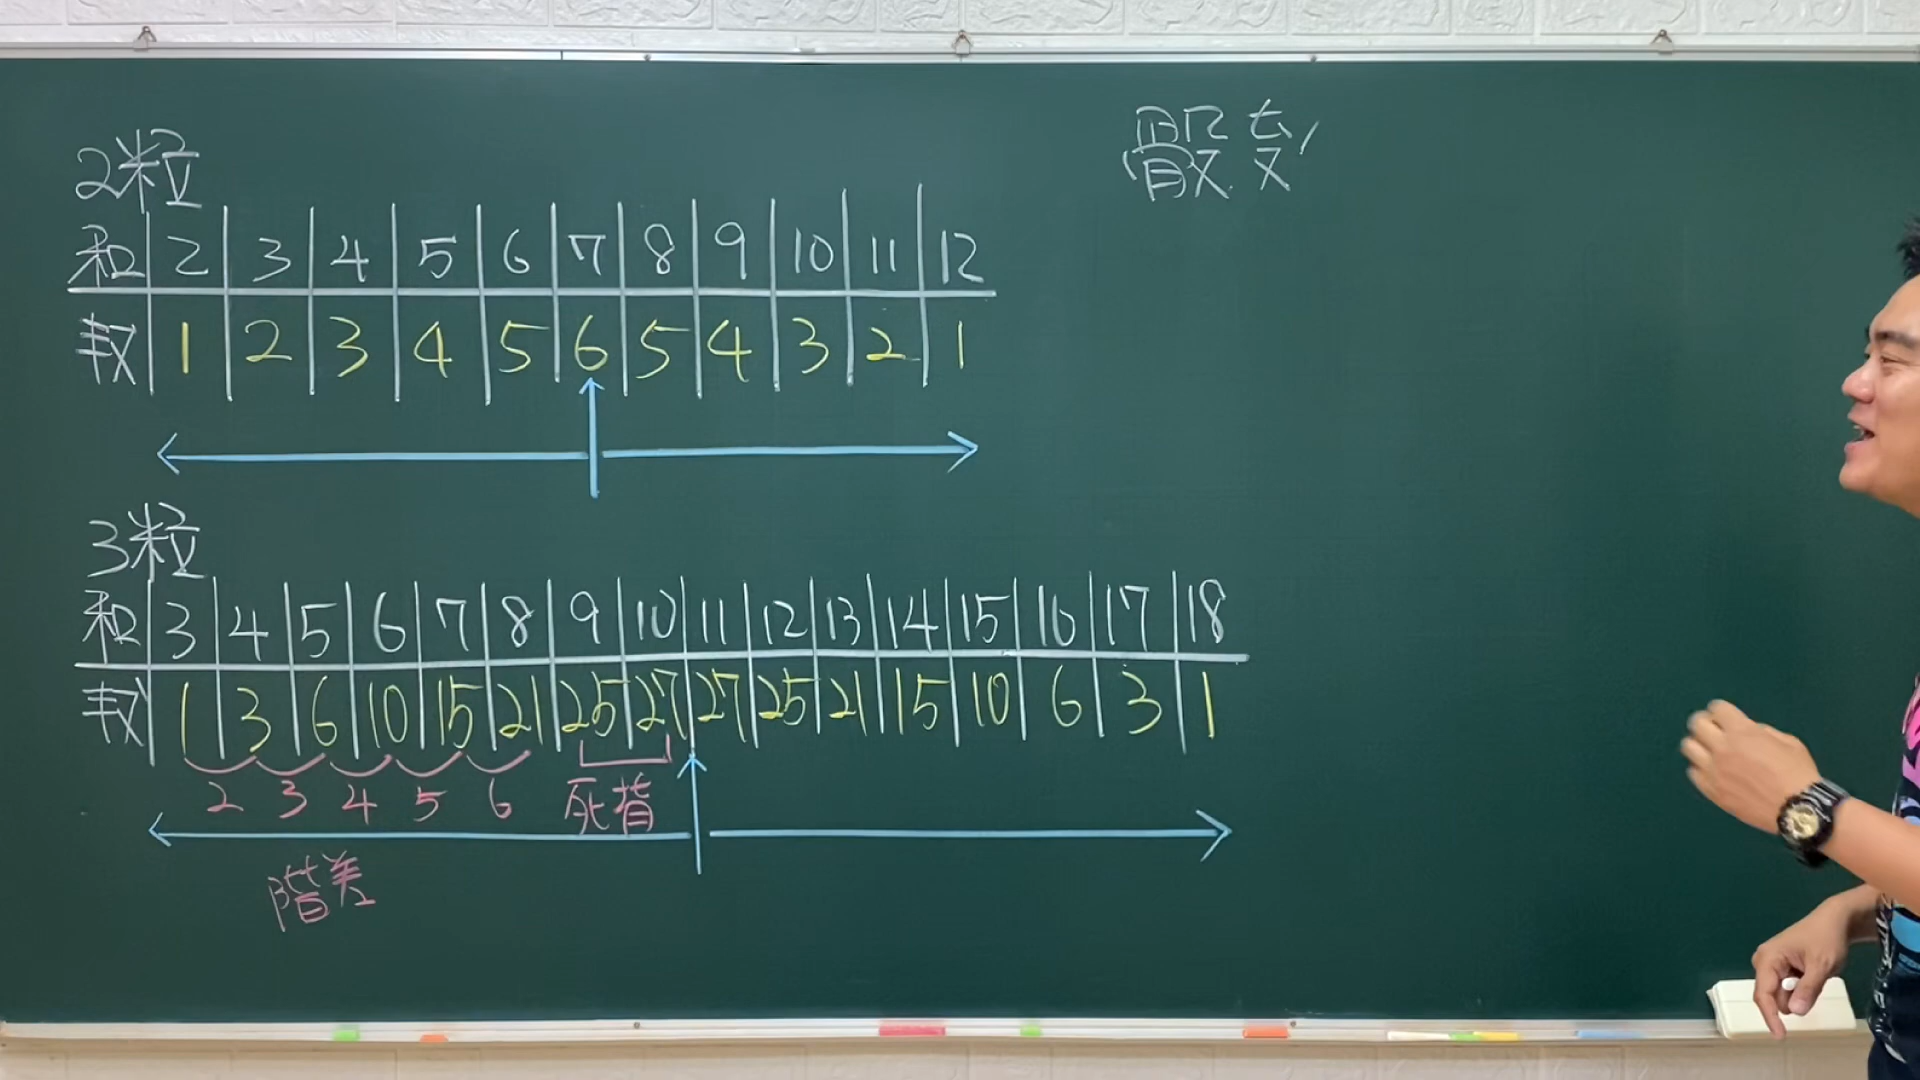 骰款
2粒
和 2 3 4 5 6 7 8 9 10 11 12
数 1 2 3 4 5 6 5 4 3 2 1
3粒
和 3 4 5 6 7 8 9 10 11 12 13 14 15 16 17 18
数 1 3 6 10 15 21 25 27 27 25 21 15 10 6 3 1
2 3 4 5 6 死背
階差